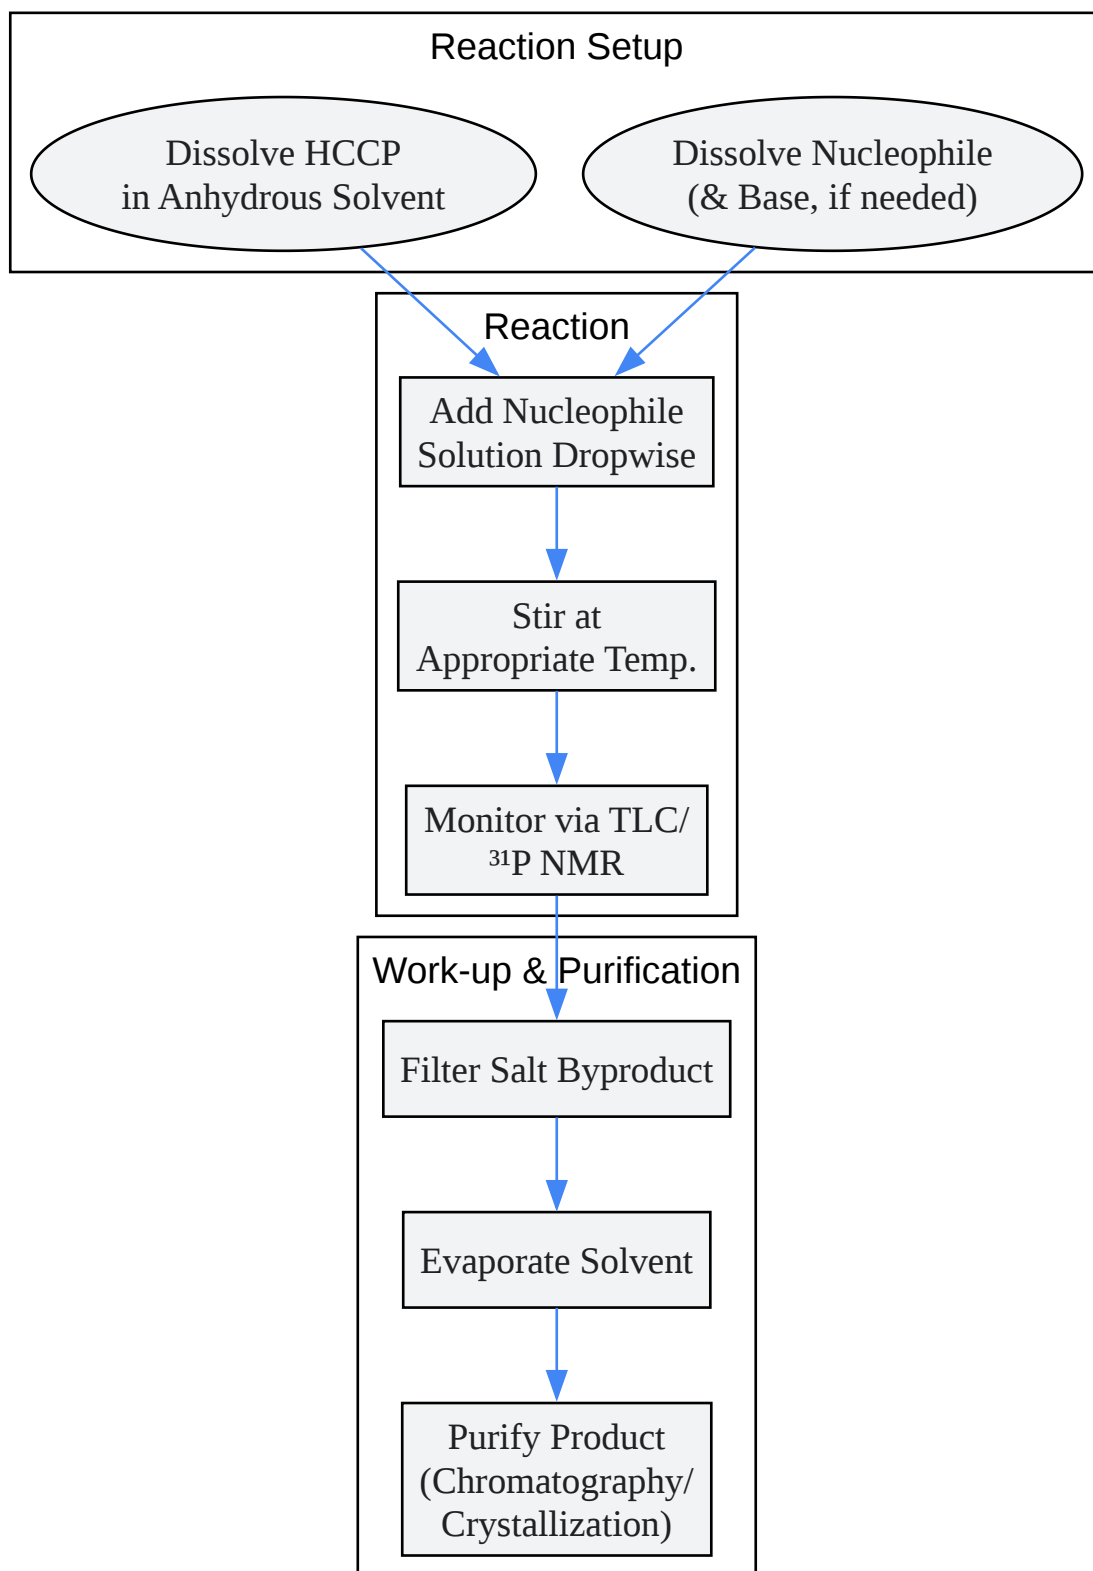 Reaction Setup
Dissolve HCCP
in Anhydrous Solvent
Dissolve Nucleophile
(& Base, if needed)
Reaction
Add Nucleophile
Solution Dropwise
Stir at
Appropriate Temp.
Monitor via TLC/
³¹P NMR
Work-up & Purification
Filter Salt Byproduct
Evaporate Solvent
Purify Product
(Chromatography/
Crystallization)